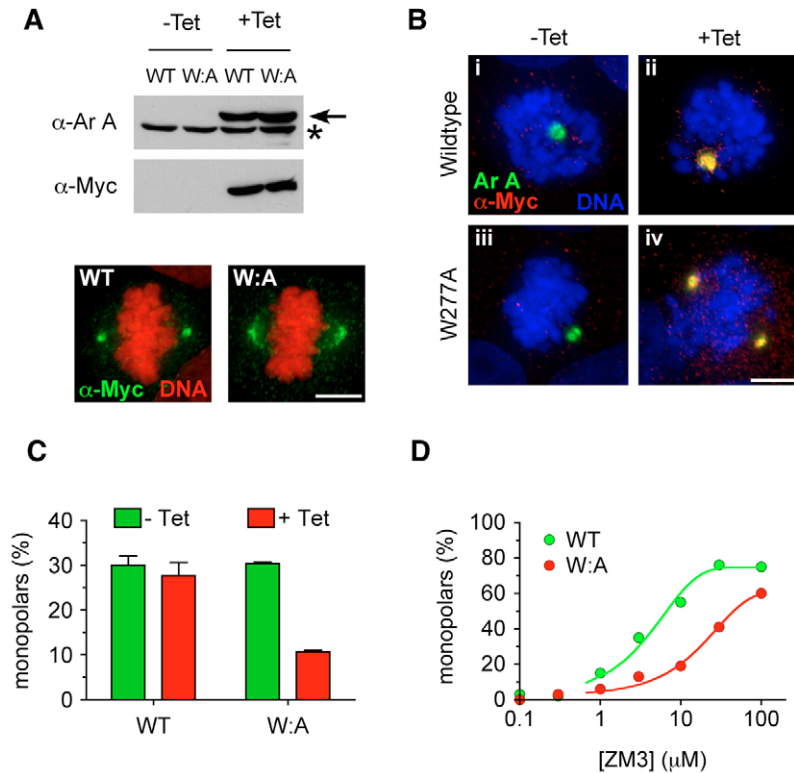 A
-Tet
+Tet
WT W:A WT W:A
α-Ar A
*
α-Myc
WT
W:A
α-Myc DNA
B
-Tet
+Tet
Wildtype
i
ii
Ar A
α-Myc
DNA
W277A
iii
iv
C
- Tet
+ Tet
monopolars (%)
40
30
20
10
0
WT
W:A
D
WT
W:A
monopolars (%)
100
80
60
40
20
0
0.1 1 10 100
[ZM3] (μM)